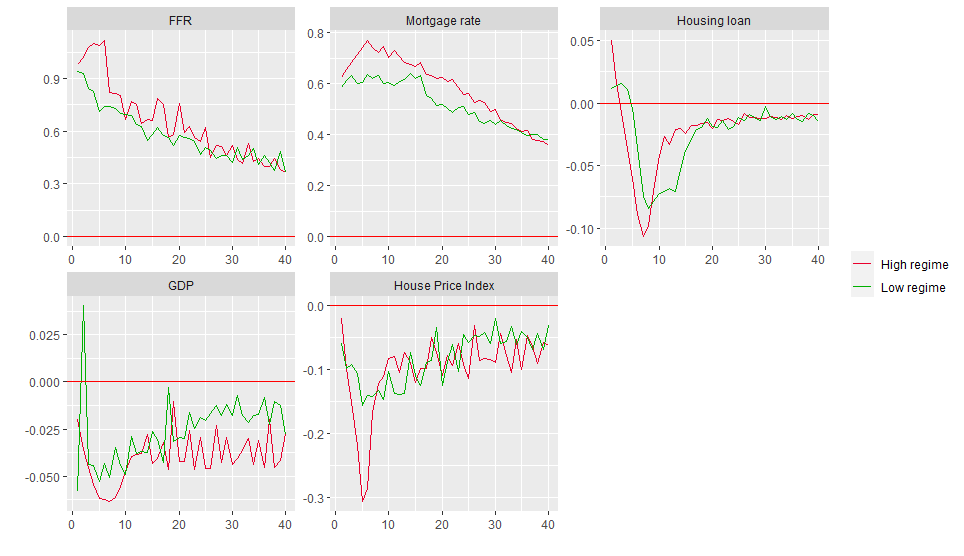 FFR
Mortgage rate
Housing loan
0.9
0.6
0.3
0.0
0.8
0.6
0.4
0.2
0.0
0.05
0.00
-0.05
-0.10
0 10 20 30 40
0 10 20 30 40
0 10 20 30 40
High regime
Low regime
GDP
House Price Index
0.025
0.000
-0.025
-0.050
0.0
-0.1
-0.2
-0.3
0 10 20 30 40
0 10 20 30 40